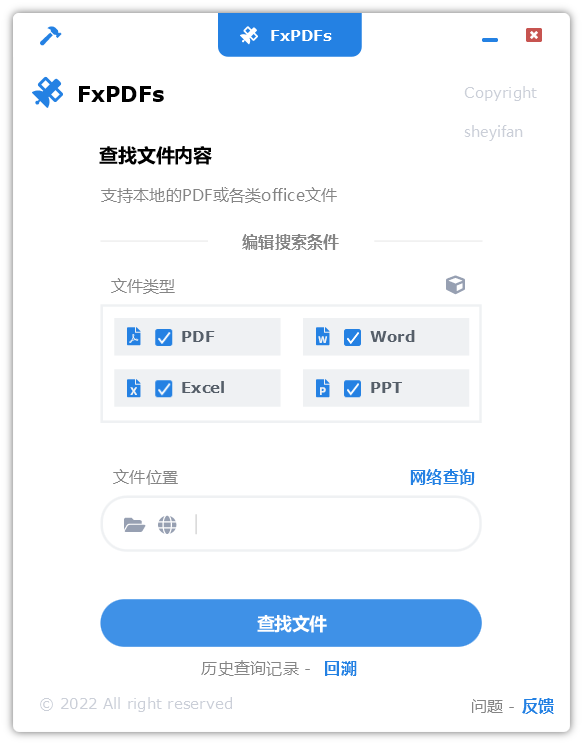 FxPDFs
FxPDFs
Copyright
sheyifan
查找文件内容
支持本地的PDF或各类office文件
编辑搜索条件
文件类型
PDF
Word
Excel
PPT
文件位置
网络查询
查找文件
历史查询记录 - 回溯
© 2022 All right reserved
问题 - 反馈